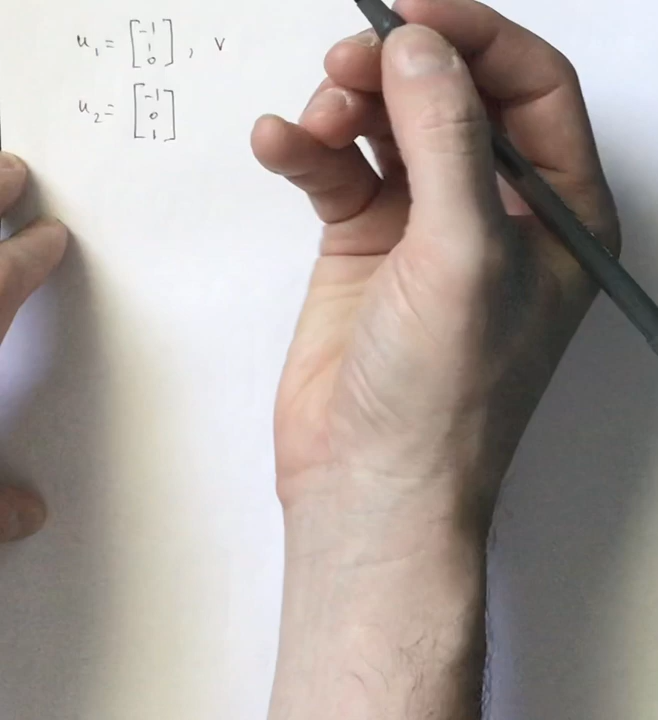 u₁ = [-1 1 0], v
u₂ = [-1 0 1]